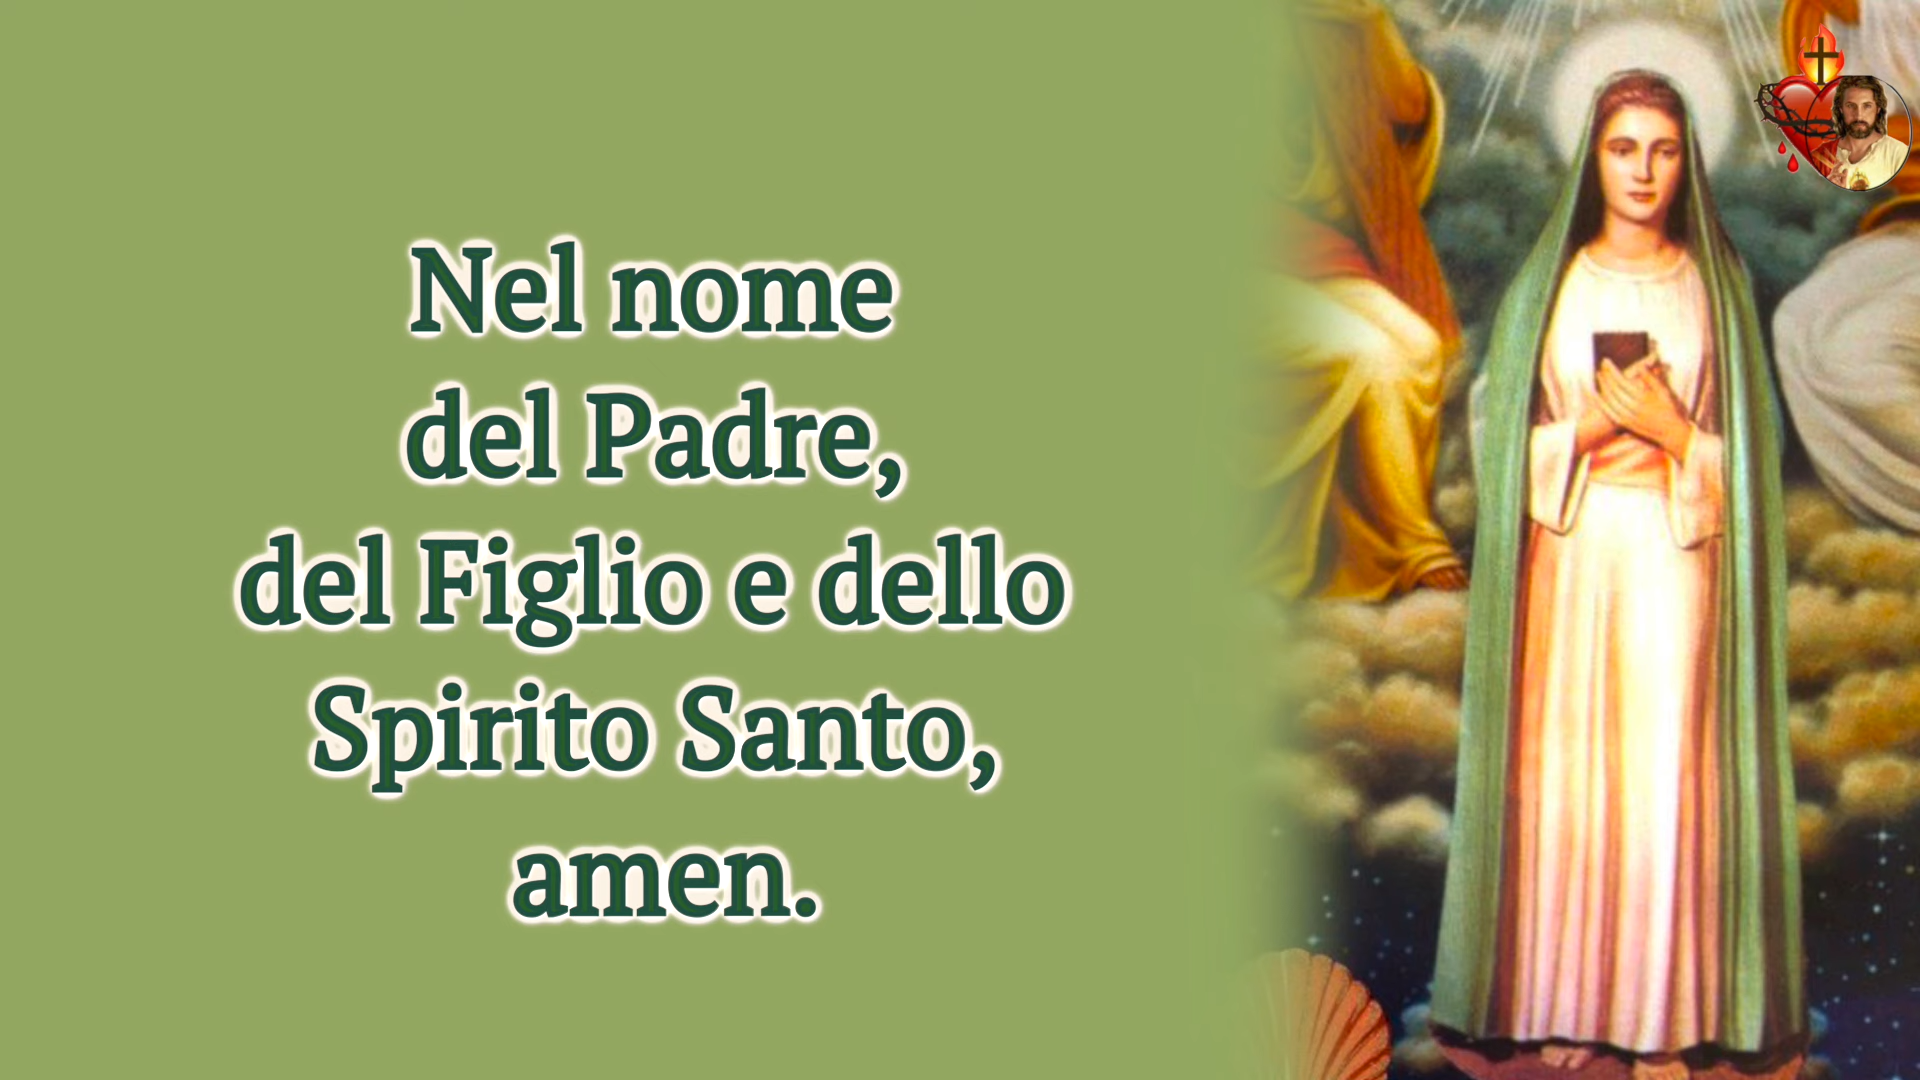 Nel nome
del Padre,
del Figlio e dello
Spirito Santo,
amen.